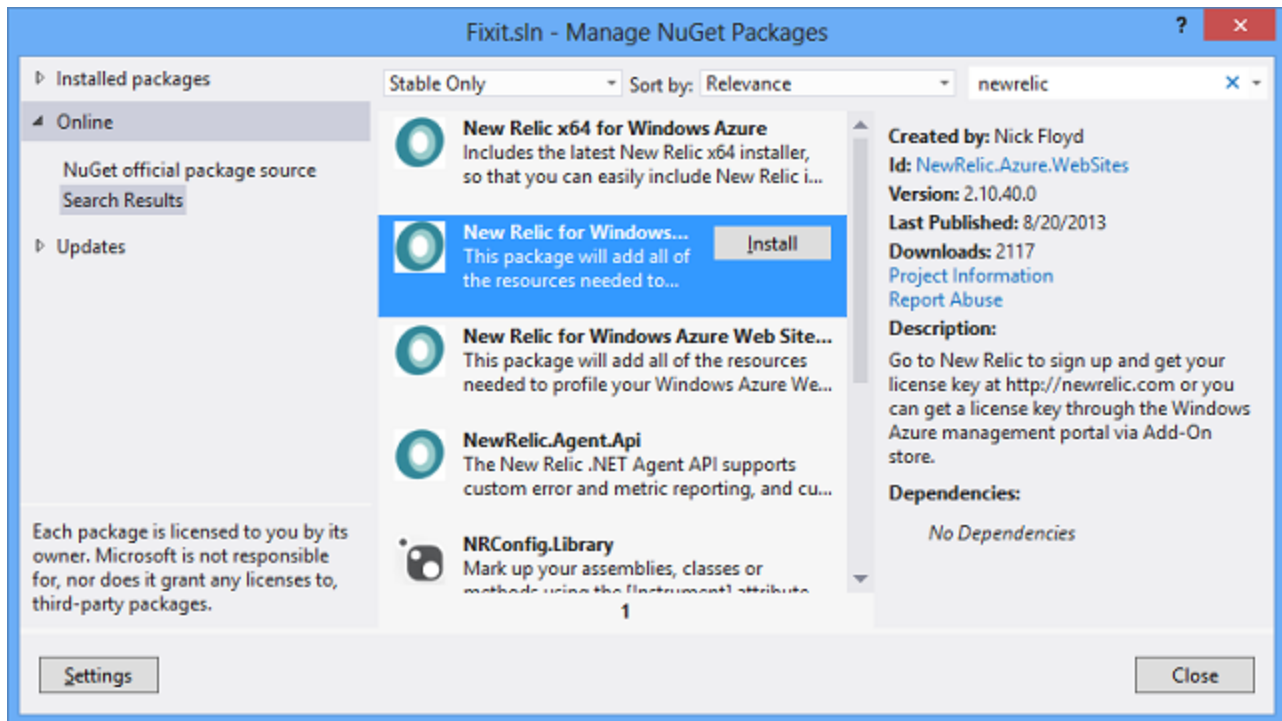 Fixit.sln - Manage NuGet Packages
?
Installed packages
Online
NuGet official package source
Search Results
Updates
Each package is licensed to you by its
owner. Microsoft is not responsible
for, nor does it grant any licenses to,
third-party packages.
Settings
Stable Only
Sort by: Relevance
newrelic
New Relic x64 for Windows Azure
Includes the latest New Relic x64 installer,
so that you can easily include New Relic i...
New Relic for Windows...
Install
This package will add all of
the resources needed to...
New Relic for Windows Azure Web Site...
This package will add all of the resources
needed to profile your Windows Azure We...
NewRelic.Agent.Api
The New Relic .NET Agent API supports
custom error and metric reporting, and cu...
NRConfig.Library
Mark up your assemblies, classes or
methods using the [Instrument] attribute
1
Created by: Nick Floyd
Id: NewRelic.Azure.WebSites
Version: 2.10.40.0
Last Published: 8/20/2013
Downloads: 2117
Project Information
Report Abuse
Description:
Go to New Relic to sign up and get your
license key at http://newrelic.com or you
can get a license key through the Windows
Azure management portal via Add-On
store.
Dependencies:
No Dependencies
Close